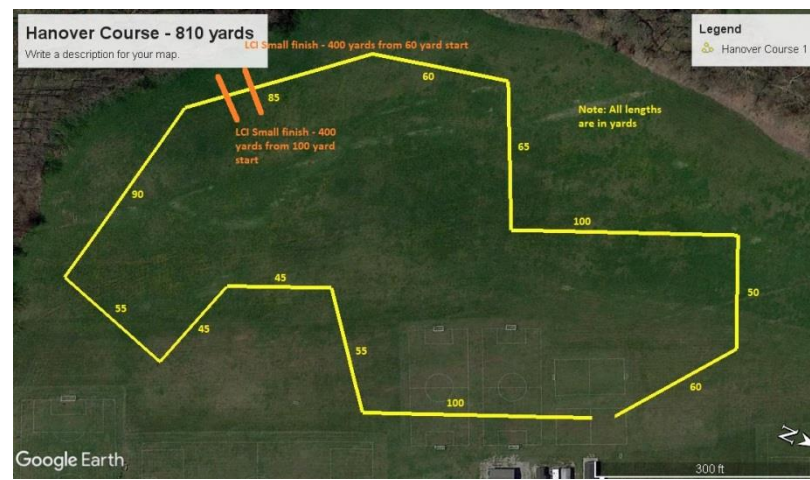 Hanover Course - 810 yards
Write a description for your map.
LCI Small finish - 400 yards from 60 yard start
Legend
Hanover Course 1
60
85
Note: All lengths
are in yards
LCI Small finish - 400
yards from 100 yard
start
65
90
100
45
50
55
45
55
60
100
N
Google Earth
300 ft